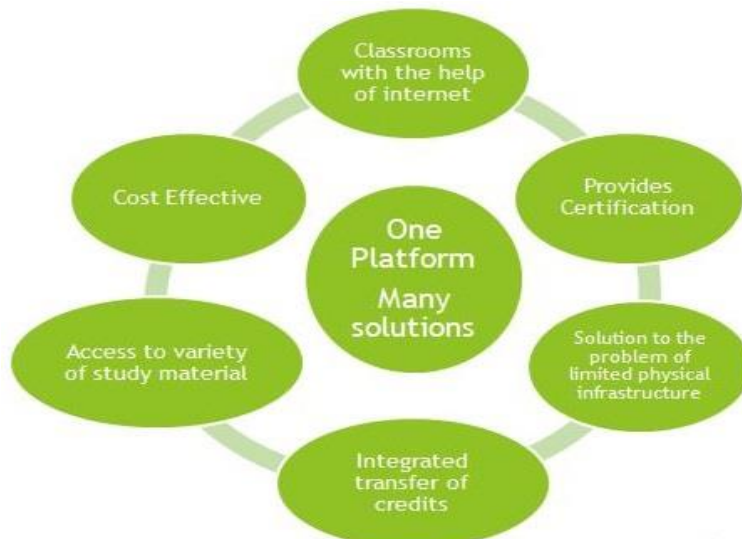 Classrooms
with the help
of internet
Provides
Certification
Solution to the
problem of
limited physical
infrastructure
Integrated
transfer of
credits
Access to variety
of study material
Cost Effective
One
Platform
Many
solutions